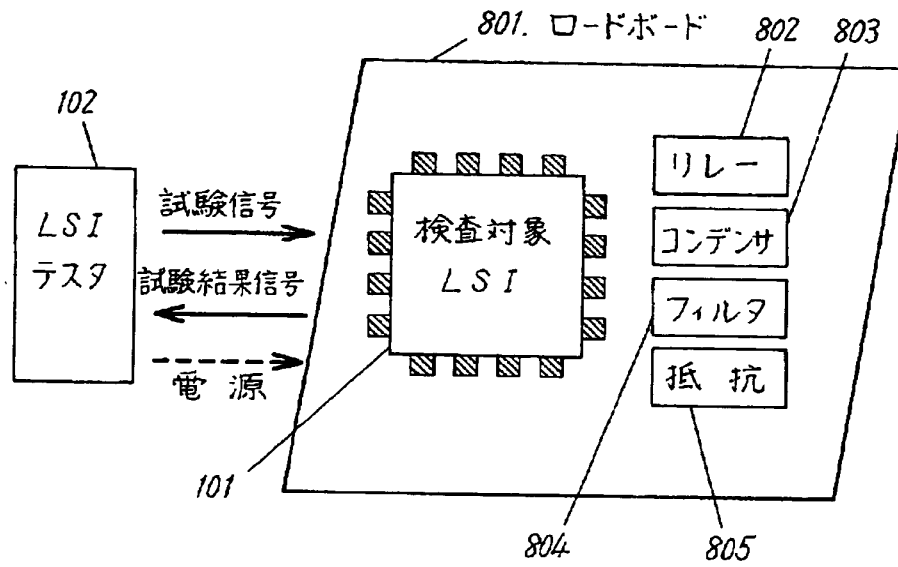 801. ロードボード
802
803
102
LSI
テスタ
試験信号
試験結果信号
電源
検査対象
LSI
リレー
コンデンサ
フィルタ
抵抗
101
804
805